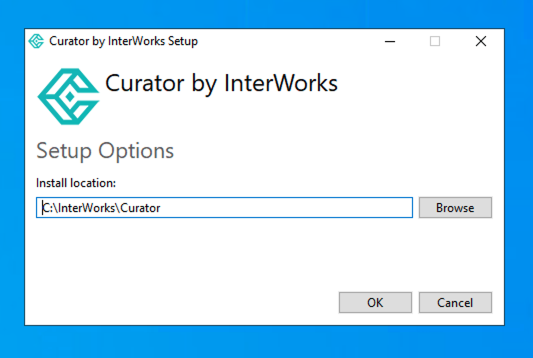 Curator by InterWorks Setup
Curator by InterWorks
Setup Options
Install location:
C:\InterWorks\Curator
Browse
OK
Cancel